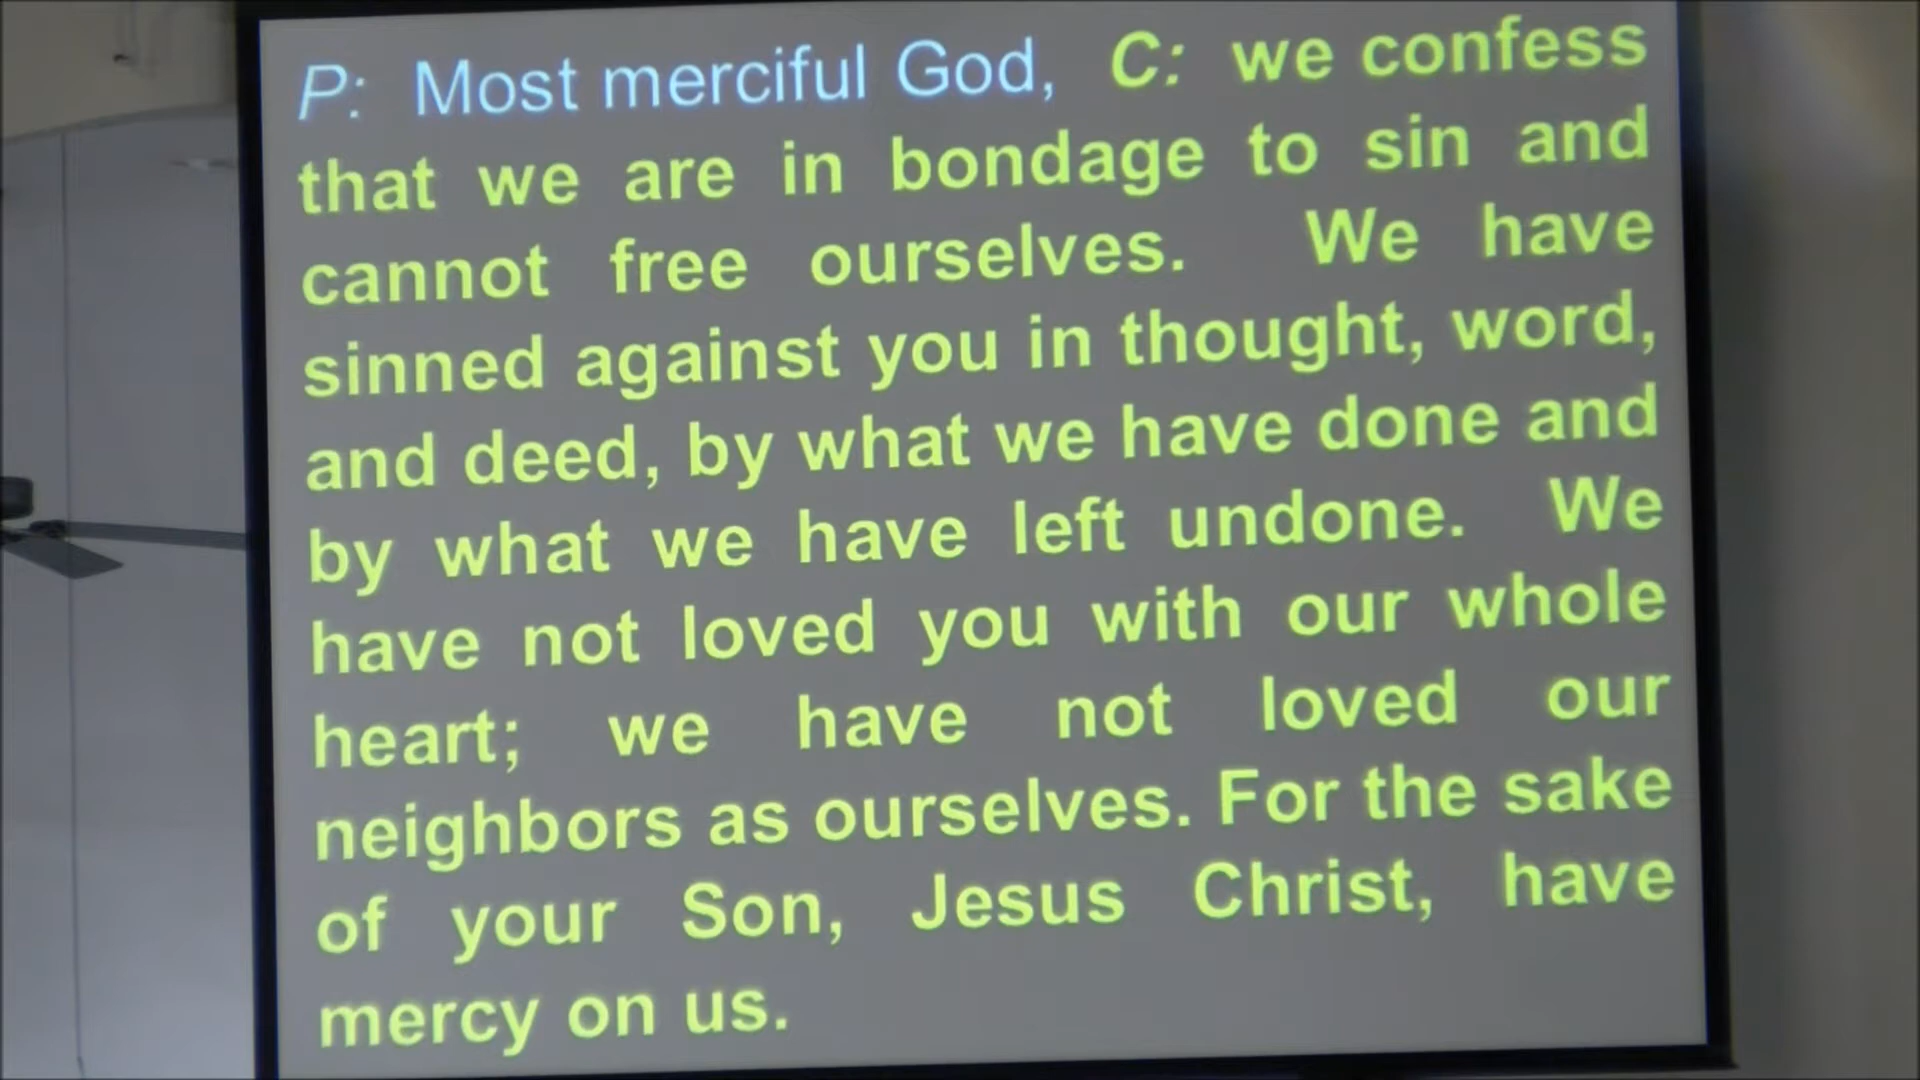 P: Most merciful God, C: we confess
that we are in bondage to sin and
cannot free ourselves. We have
sinned against you in thought, word,
and deed, by what we have done and
by what we have left undone. We
have not loved you with our whole
heart; we have not loved our
neighbors as ourselves. For the sake
of your Son, Jesus Christ, have
mercy on us.